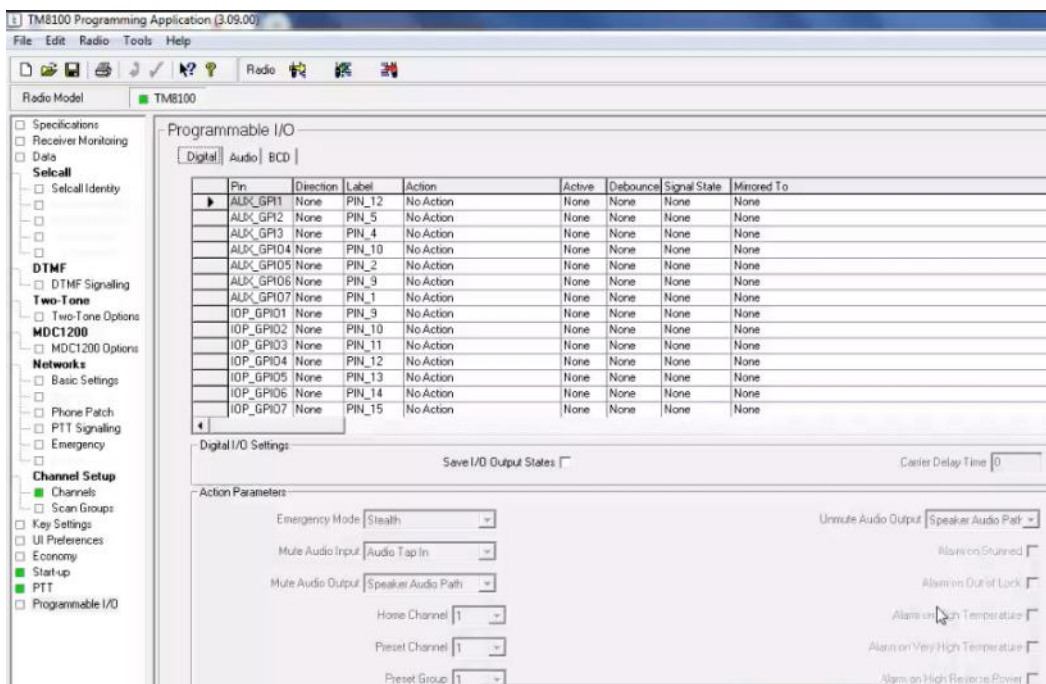 TM8100 Programming Application (3.09.00)
File Edit Radio Tools Help
Radio
Radio Model TM8100
Specifications
Receiver Monitoring
Data
Selcall
Selcall Identity
DTMF
DTMF Signalling
Two-Tone
Two-Tone Options
MDC1200
MDC1200 Options
Networks
Basic Settings
Phone Patch
PTT Signaling
Emergency
Channel Setup
Channels
Scan Groups
Key Settings
UI Preferences
Economy
Start-up
PTT
Programmable I/O
Programmable I/O
Digital Audio BCD
Pin Direction Label Action Active Debounce Signal State Mirrored To
AUX_GPI1 None PIN_12 No Action None None None None
AUX_GPI2 None PIN_5 No Action None None None None
AUX_GPI3 None PIN_4 No Action None None None None
AUX_GPIO4 None PIN_10 No Action None None None None
AUX_GPIO5 None PIN_2 No Action None None None None
AUX_GPIO6 None PIN_9 No Action None None None None
AUX_GPIO7 None PIN_1 No Action None None None None
IOP_GPIO1 None PIN_9 No Action None None None None
IOP_GPIO2 None PIN_10 No Action None None None None
IOP_GPIO3 None PIN_11 No Action None None None None
IOP_GPIO4 None PIN_12 No Action None None None None
IOP_GPIO5 None PIN_13 No Action None None None None
IOP_GPIO6 None PIN_14 No Action None None None None
IOP_GPIO7 None PIN_15 No Action None None None None
Digital I/O Settings
Save I/O Output States Carrier Delay Time 0
Action Parameters
Emergency Mode Stealth Unmute Audio Output Speaker Audio Path
Mute Audio Input Audio Tap In Alarm on Stunned
Mute Audio Output Speaker Audio Path Alarm on Out of Lock
Home Channel 1 Alarm on High Temperature
Preset Channel 1 Alarm on Very High Temperature
Preset Group 1 Alarm on High Reverse Power